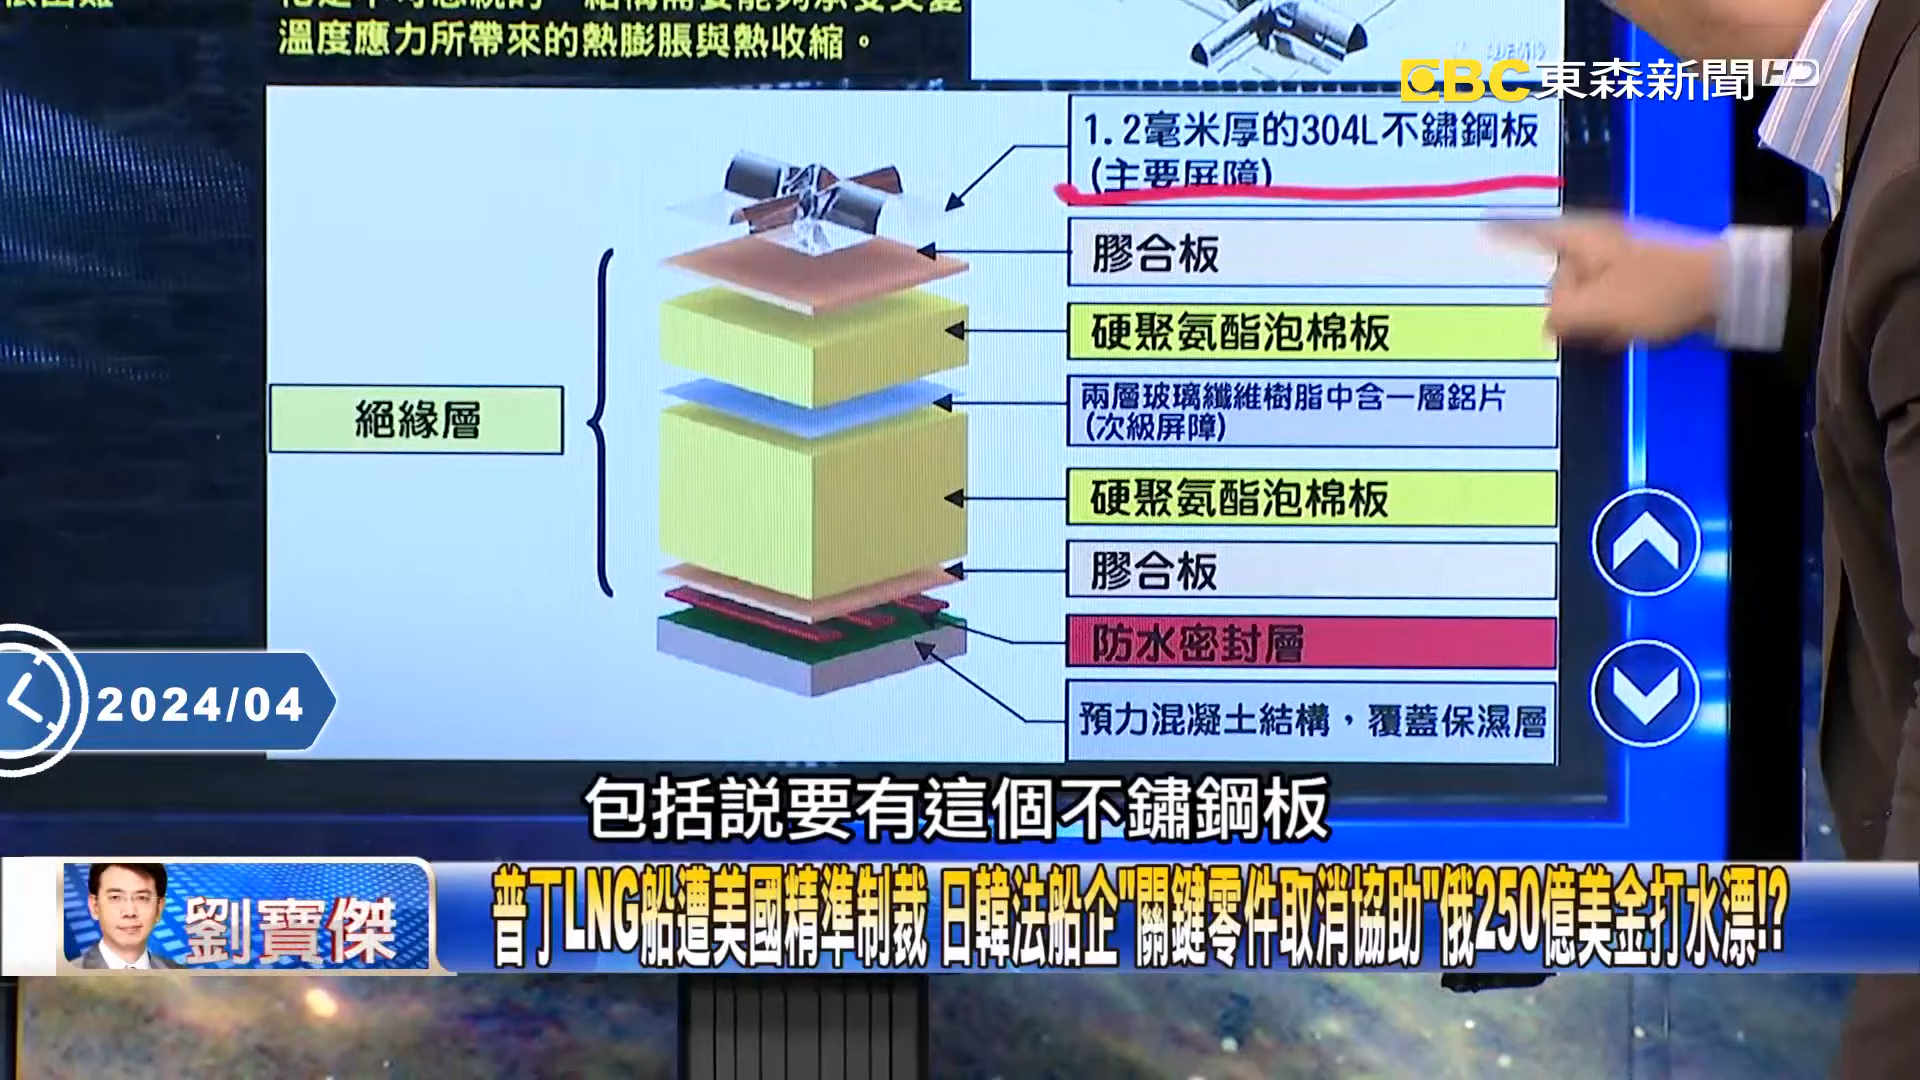 溫度應力所帶來的熱膨脹與熱收縮。
EBC東森新聞HD
1.2毫米厚的304L不鏽鋼板
(主要屏障)
膠合板
硬聚氨酯泡棉板
絕緣層
兩層玻璃纖維樹脂中含一層鋁片
(次級屏障)
硬聚氨酯泡棉板
膠合板
防水密封層
預力混凝土結構，覆蓋保濕層
2024/04
包括說要有這個不鏽鋼板
劉寶傑
普丁LNG船遭美國精準制裁 日韓法船企"關鍵零件取消協助"俄250億美金打水漂!?